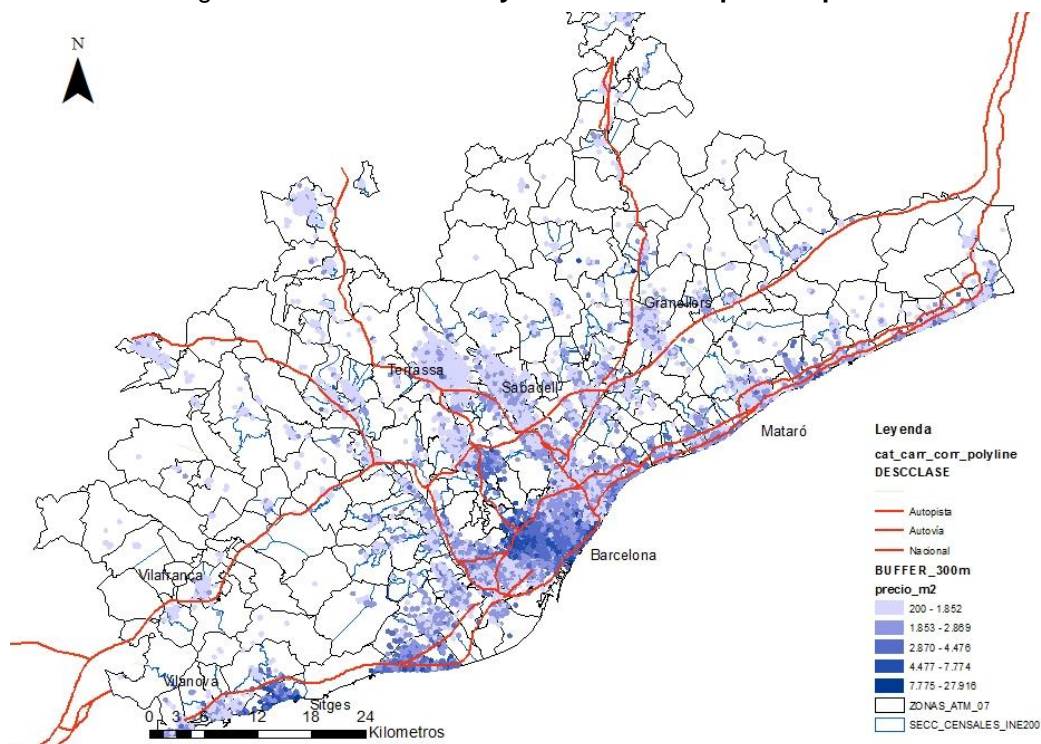 N
Granollers
Terrassa
Sabadell
Mataró
Barcelona
Vilafranca
Vilanova
Sitges
0 3 6 12 18 24
Kilometros
Leyenda
cat_carr_corr_polyline
DESCCLASE
Autopista
Autovía
Nacional
BUFFER_300m
precio_m2
200 - 1.852
1.853 - 2.869
2.870 - 4.476
4.477 - 7.774
7.775 - 27.916
ZONAS_ATM_07
SECC_CENSALES_INE200